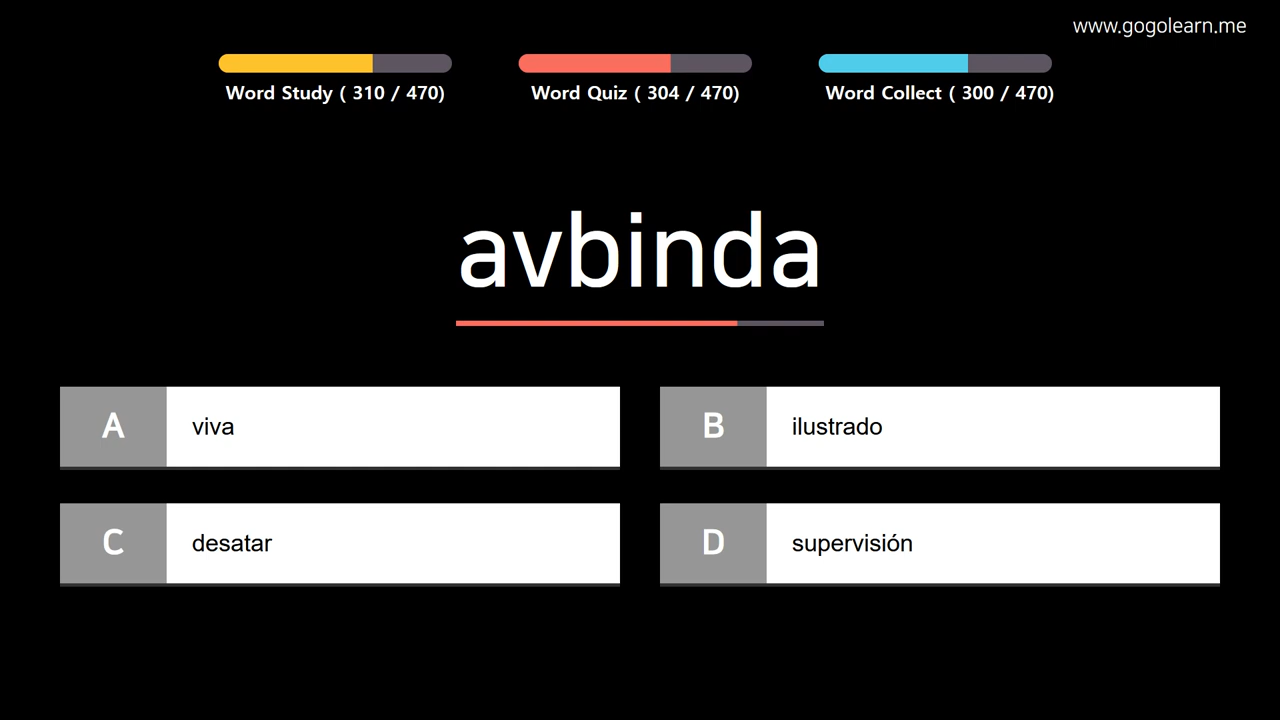 www.gogolearn.me
Word Study ( 310 / 470)
Word Quiz ( 304 / 470)
Word Collect ( 300 / 470)
avbinda
A viva
B ilustrado
C desatar
D supervisión